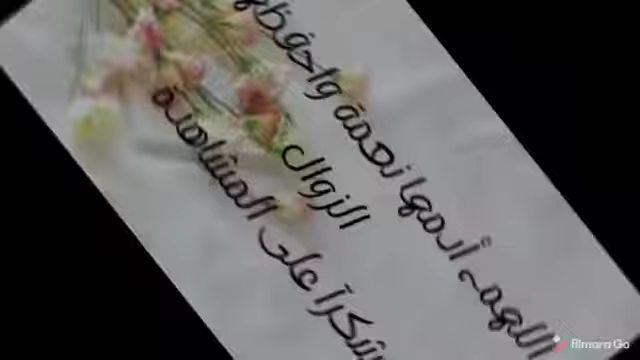 اللهم أدمها نعمة واحفظها
الزوال
شكراً على المشاهدة
filmora Go